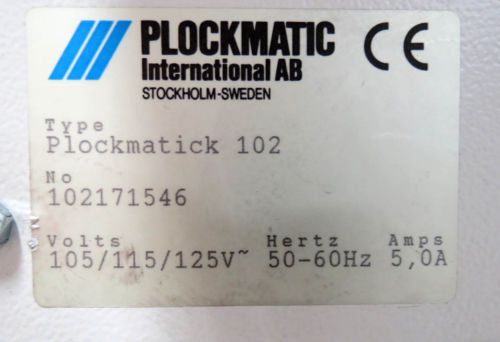 PLOCKMATIC CE
International AB
STOCKHOLM-SWEDEN
Type
Plockmatick 102
No
102171546
Volts Hertz Amps
105/115/125V~ 50-60Hz 5,0A